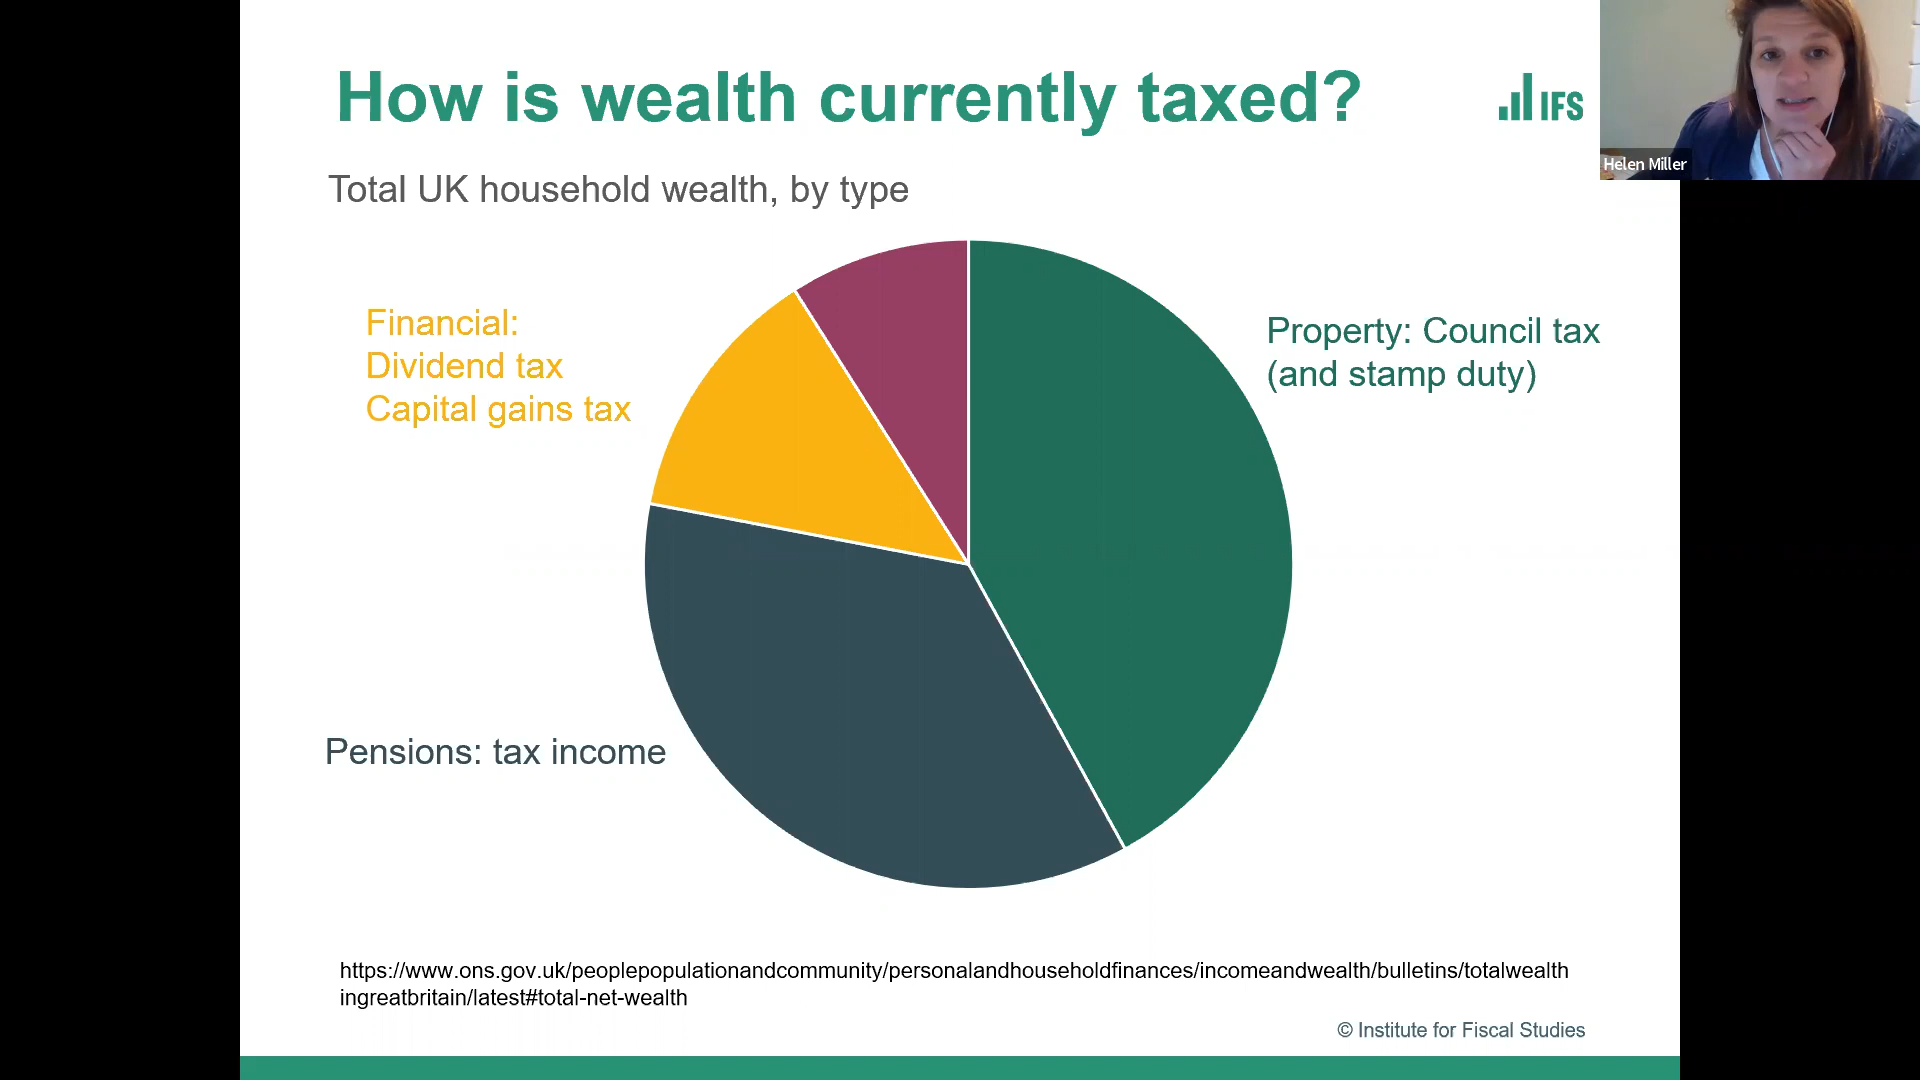 How is wealth currently taxed?
IFS
Helen Miller
Total UK household wealth, by type
Financial:
Dividend tax
Capital gains tax
Property: Council tax
(and stamp duty)
Pensions: tax income
https://www.ons.gov.uk/peoplepopulationandcommunity/personalandhouseholdfinances/incomeandwealth/bulletins/totalwealth
ingreatbritain/latest#total-net-wealth
© Institute for Fiscal Studies